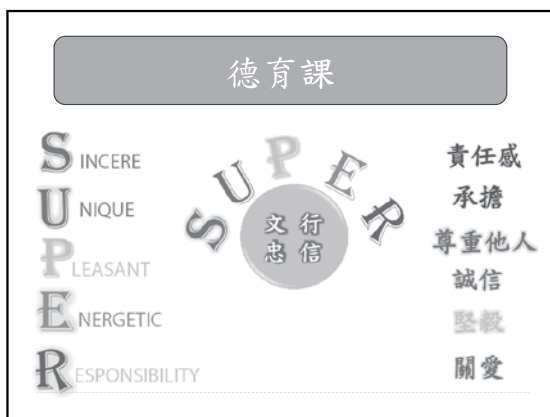 德育課
SINCERE
UNIQUE
PLEASANT
ENERGETIC
RESPONSIBILITY
SUPER
文行
忠信
責任感
承擔
尊重他人
誠信
堅毅
關愛